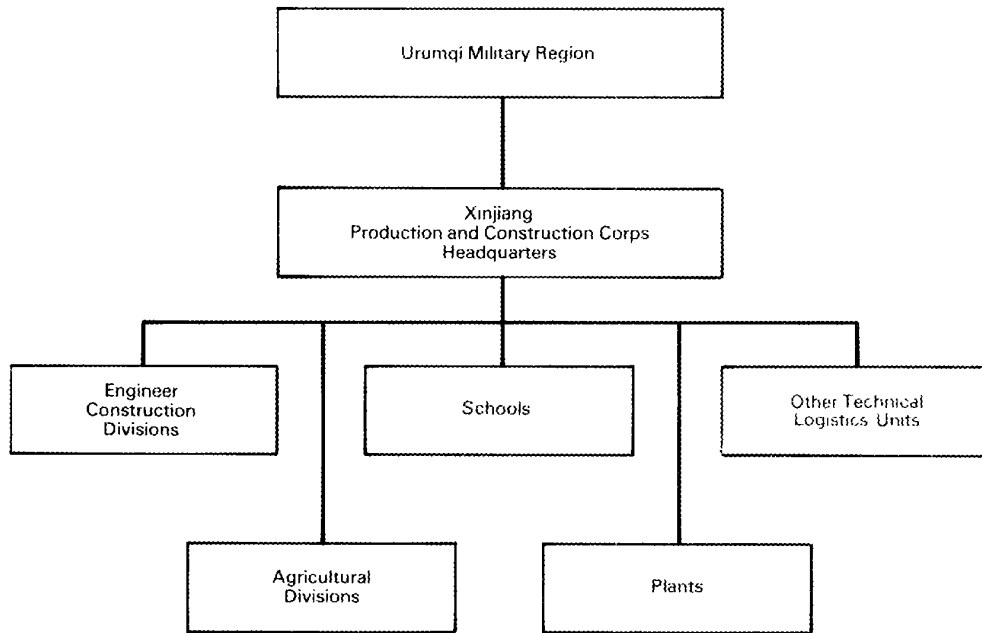 Urumqi Military Region
Xinjiang
Production and Construction Corps
Headquarters
Engineer
Construction
Divisions
Schools
Other Technical
Logistics Units
Agricultural
Divisions
Plants